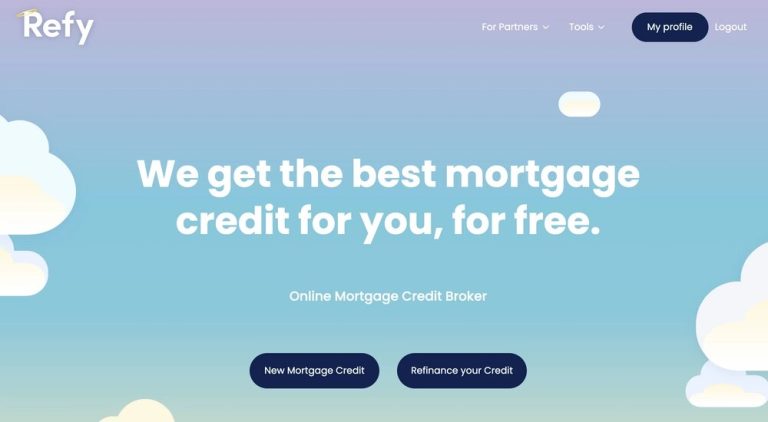 Refy
For Partners
Tools
My profile
Logout
We get the best mortgage
credit for you, for free.
Online Mortgage Credit Broker
New Mortgage Credit
Refinance your Credit